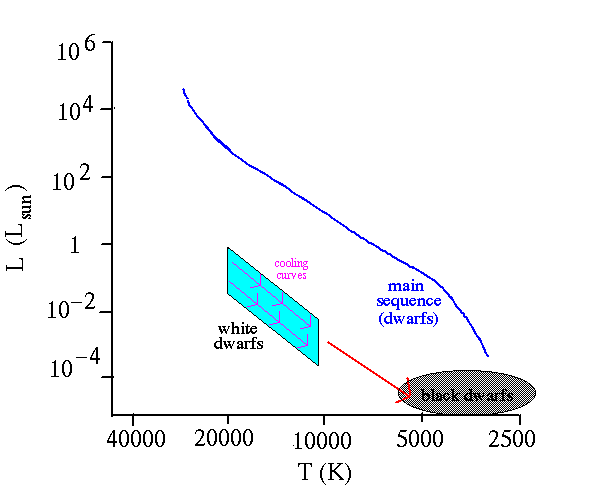 10^6
10^4
10^2
1
10^-2
10^-4
L (L_sun)
cooling
curves
white
dwarfs
main
sequence
(dwarfs)
black dwarfs
40000 20000 10000 5000 2500
T (K)